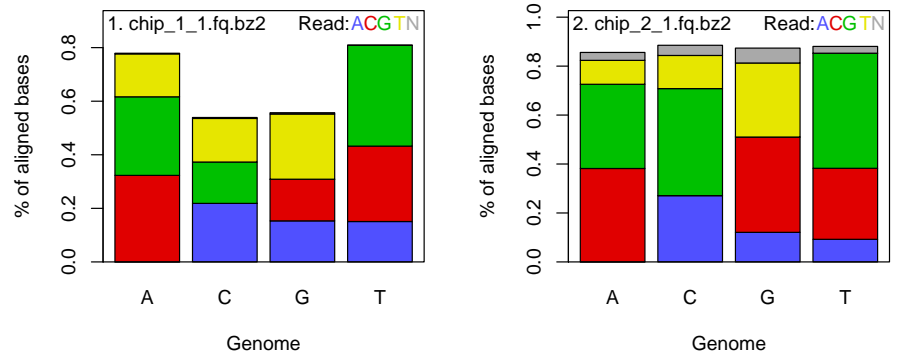 1. chip_1_1.fq.bz2 Read:ACGTN
% of aligned bases
0.0 0.2 0.4 0.6 0.8
A C G T
Genome
2. chip_2_1.fq.bz2 Read:ACGTN
% of aligned bases
0.0 0.2 0.4 0.6 0.8 1.0
A C G T
Genome